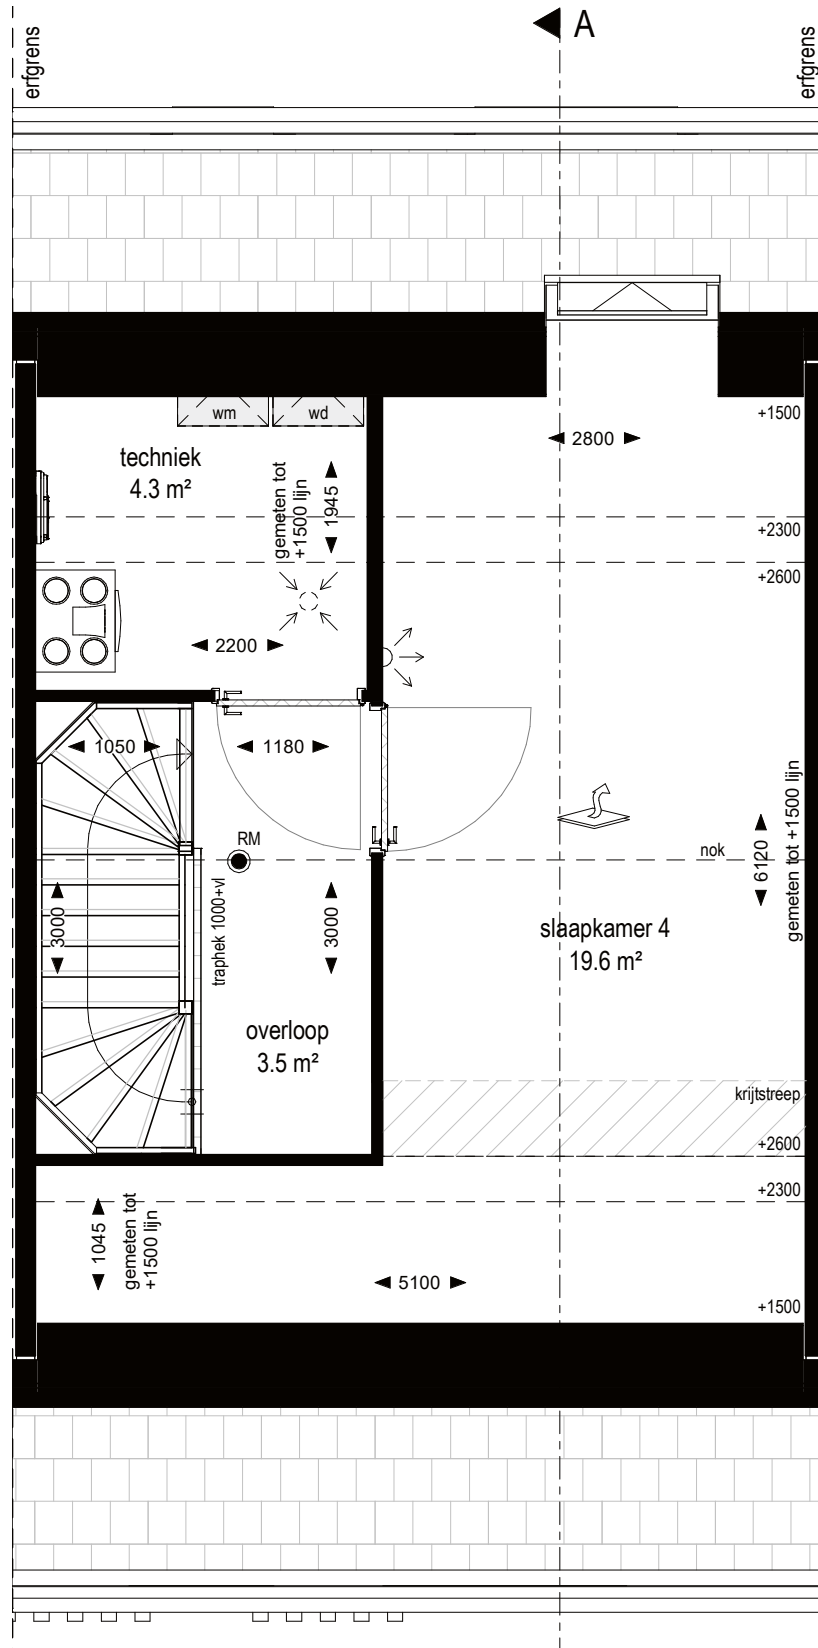 A
erfgrens
erfgrens
wm
wd
+1500
2800
techniek
4.3 m²
gemeten tot
+1500 lijn
1945
+2300
+2600
2200
1050
1180
RM
nok
gemeten tot +1500 lijn
6120
3000
traphek 1000+vl
3000
slaapkamer 4
19.6 m²
overloop
3.5 m²
krijtstreep
+2600
+2300
1045
gemeten tot
+1500 lijn
5100
+1500